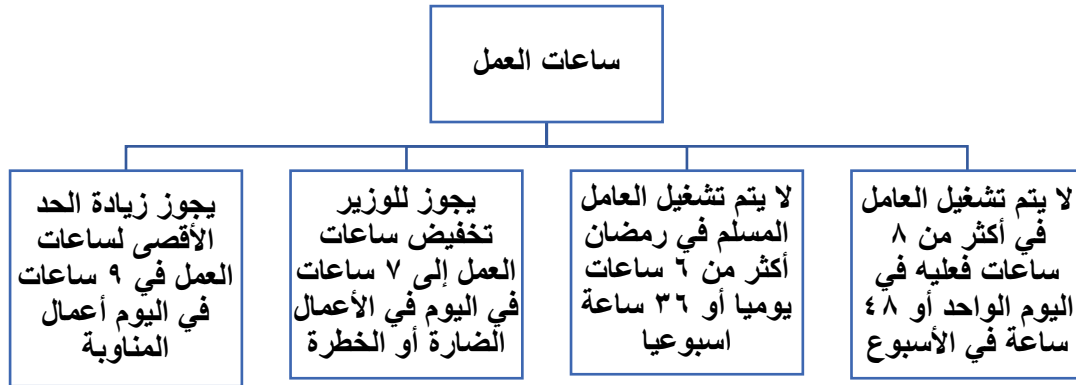 ساعات العمل
لا يتم تشغيل العامل
في أكثر من ٨
ساعات فعليه في
اليوم الواحد أو ٤٨
ساعة في الأسبوع
لا يتم تشغيل العامل
المسلم في رمضان
أكثر من ٦ ساعات
يوميا أو ٣٦ ساعة
اسبوعيا
يجوز للوزير
تخفيض ساعات
العمل إلى ٧ ساعات
في اليوم في الأعمال
الضارة أو الخطرة
يجوز زيادة الحد
الأقصى لساعات
العمل في ٩ ساعات
في اليوم أعمال
المناوبة